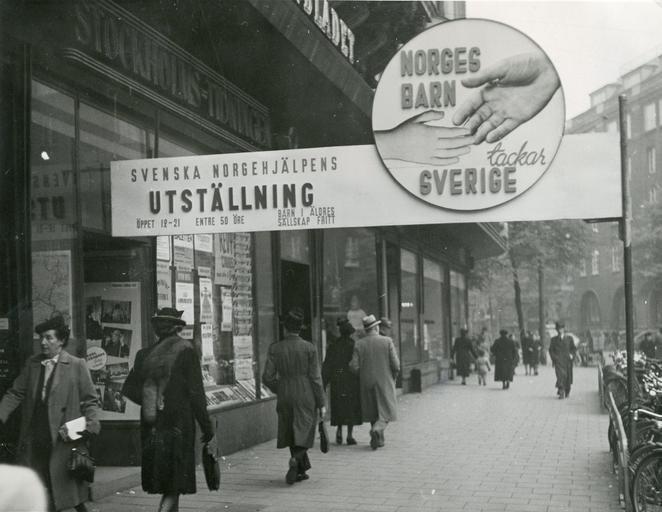 STOCKHOLMS-TIDNINGEN
BLADET
NORGES
BARN
tackar
SVERIGE
SVENSKA NORGEHJÄLPENS
UTSTÄLLNING
ÖPPET 12-21 ENTRE 50 ÖRE
BARN I ÄLDRES
SÄLLSKAP FRITT